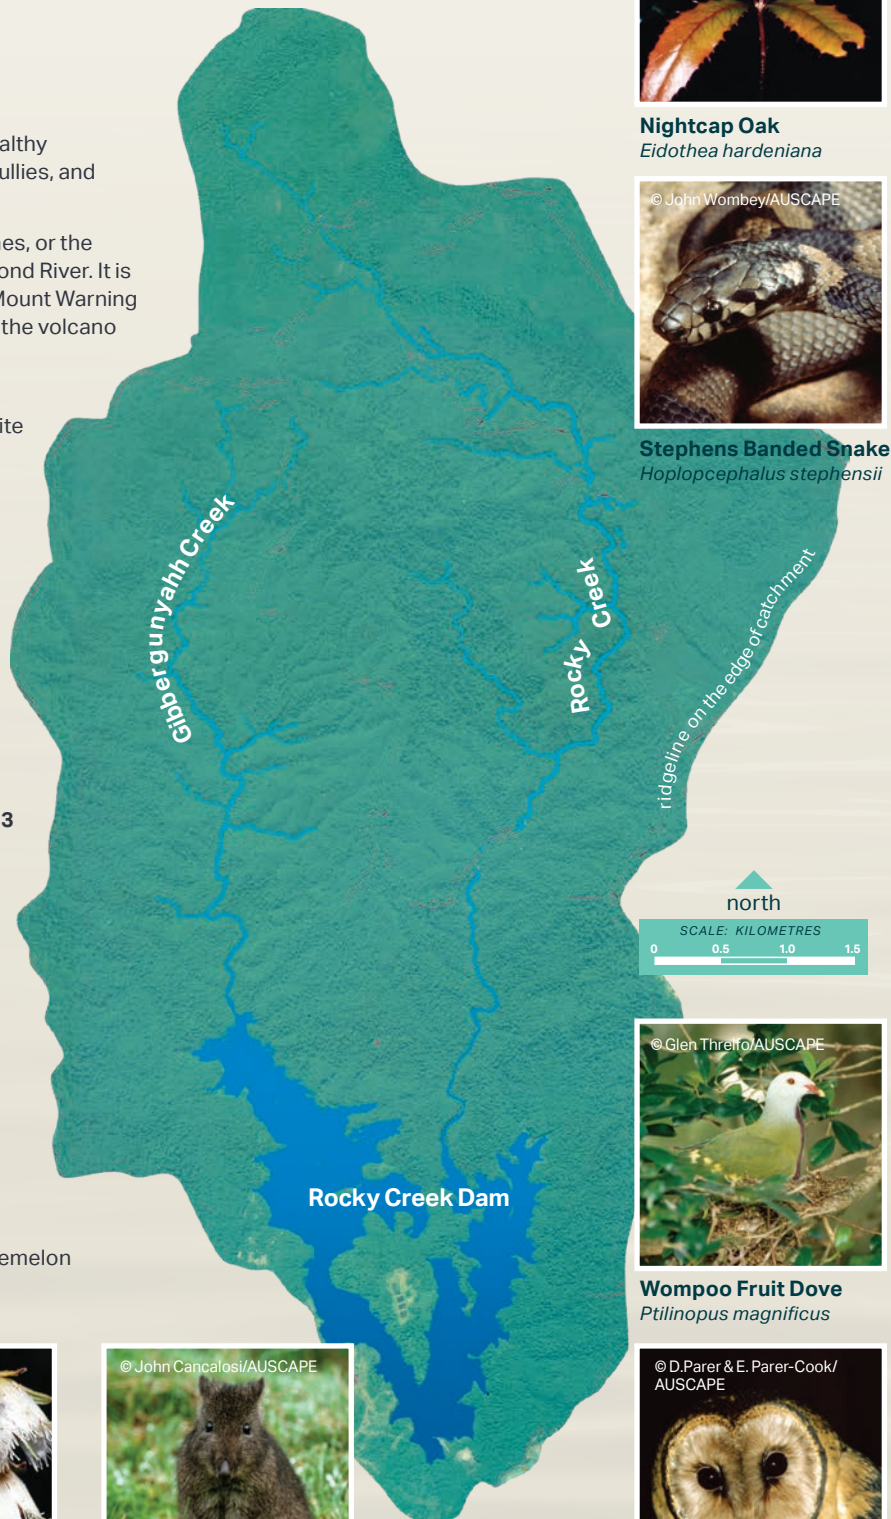 Nightcap Oak
Eidothea hardeniana
althy
ullies, and
© John Wombey/AUSCAPE
nes, or the
ond River. It is
Mount Warning
the volcano
ite
Stephens Banded Snake
Hoplopcephalus stephensii
Gibbergunyahh Creek
Rocky Creek
ridgeline on the edge of catchment
3
north
SCALE: KILOMETRES
0 0.5 1.0 1.5
© Glen Threlfo/AUSCAPE
Rocky Creek Dam
emelon
Wompoo Fruit Dove
Ptilinopus magnificus
© John Cancalosi/AUSCAPE
© D.Parer & E. Parer-Cook/
AUSCAPE